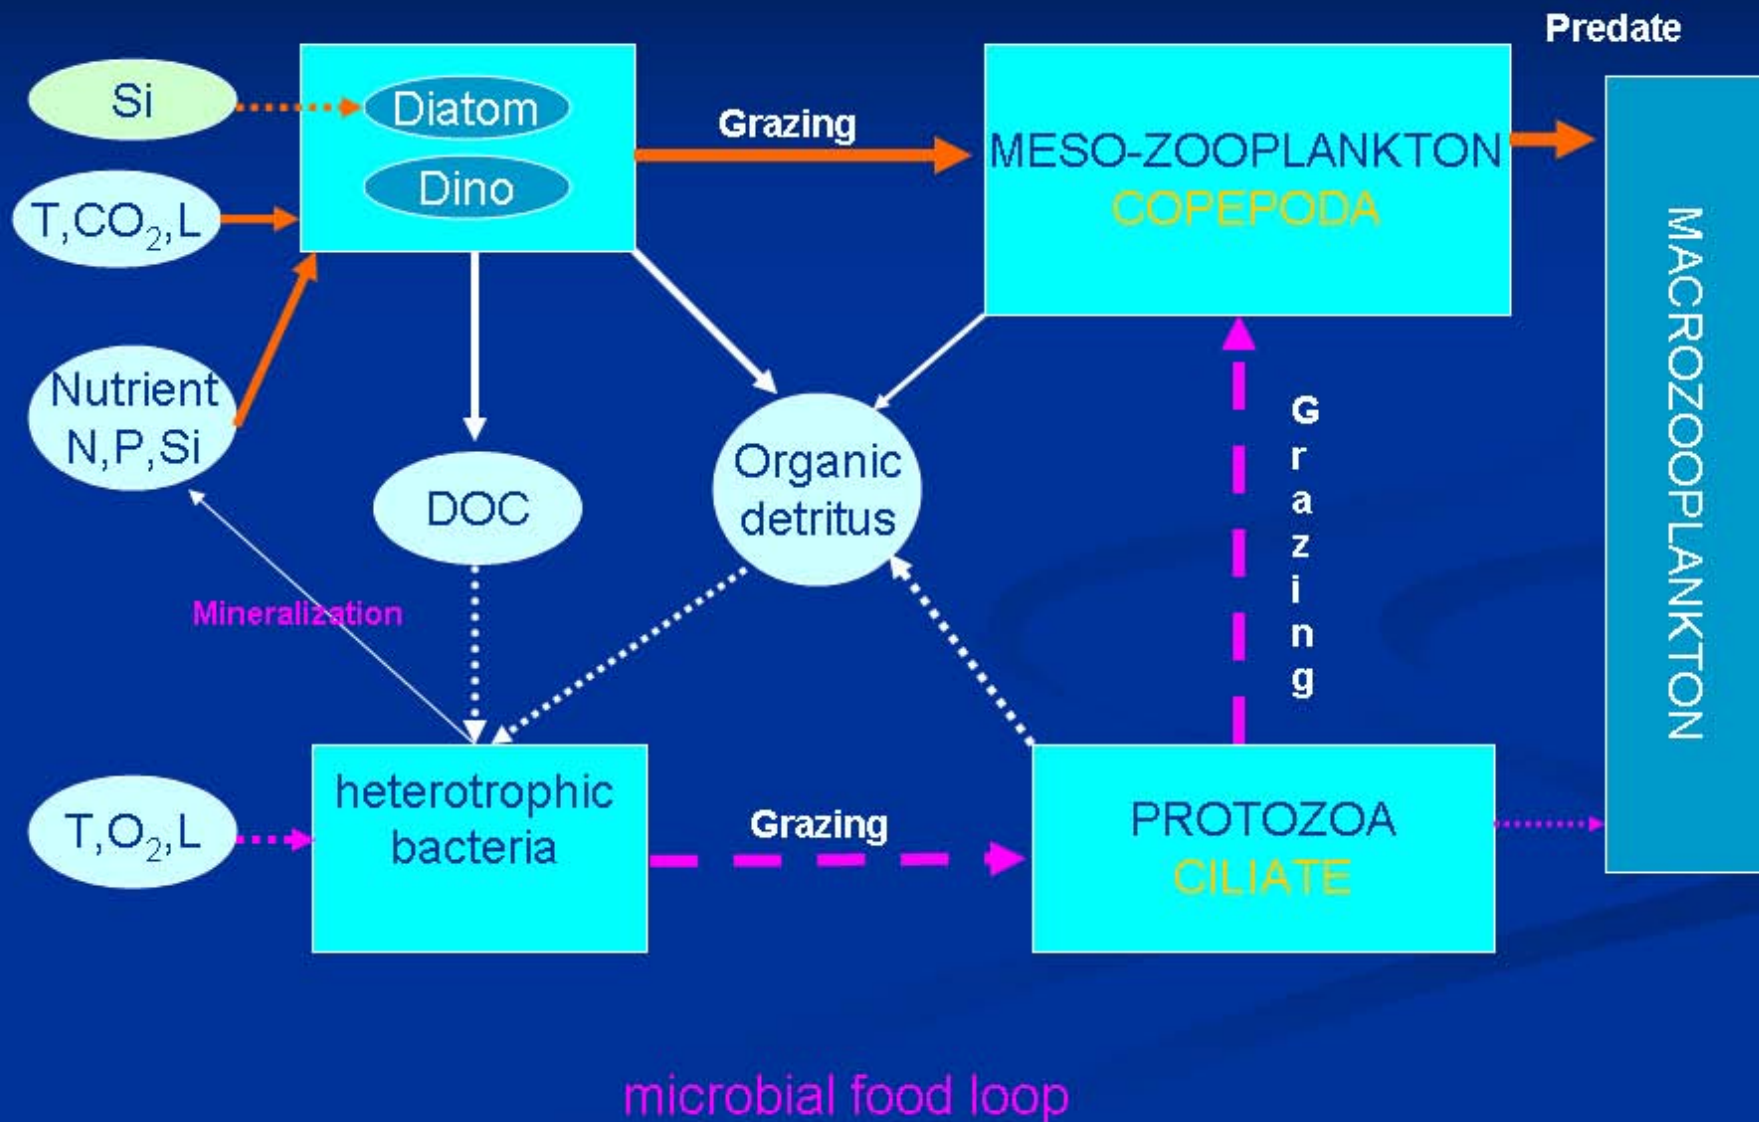 Predate
Si
Diatom
Grazing
MESO-ZOOPLANKTON
Dino
COPEPODA
T,CO₂,L
MACROZOOPLANKTON
Nutrient
N,P,Si
Grazing
Organic
detritus
DOC
Mineralization
heterotrophic
bacteria
T,O₂,L
Grazing
PROTOZOA
CILIATE
microbial food loop